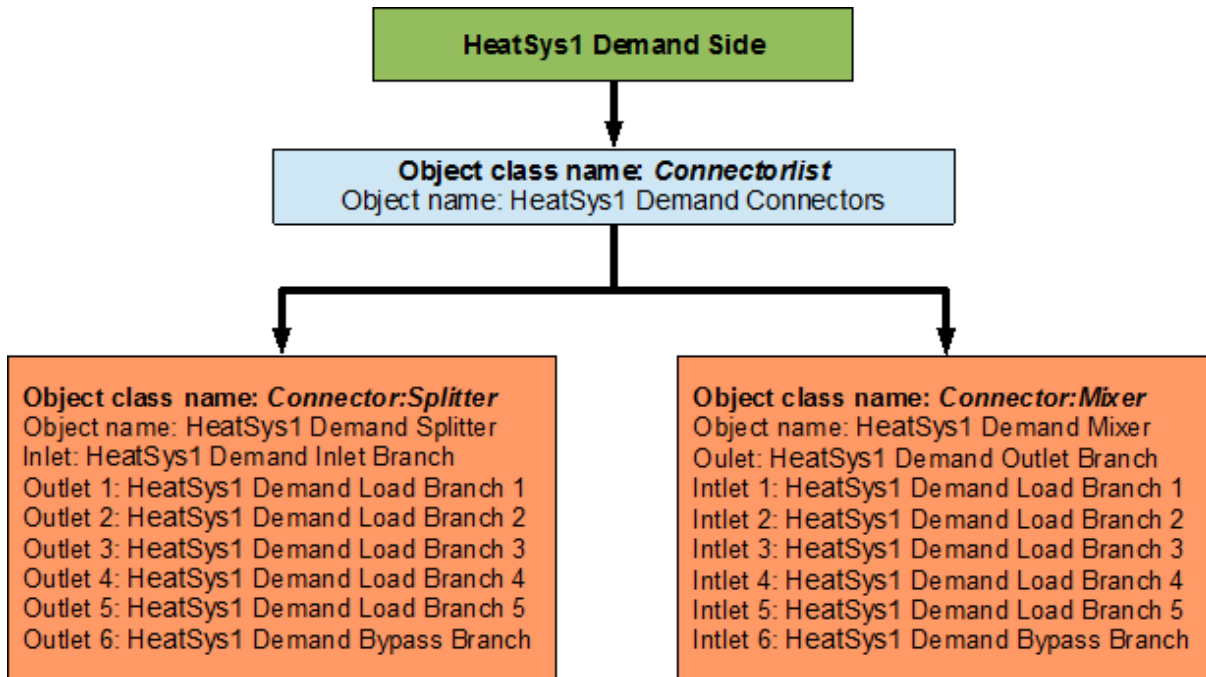 HeatSys1 Demand Side
Object class name: Connectorlist
Object name: HeatSys1 Demand Connectors
Object class name: Connector:Splitter
Object name: HeatSys1 Demand Splitter
Inlet: HeatSys1 Demand Inlet Branch
Outlet 1: HeatSys1 Demand Load Branch 1
Outlet 2: HeatSys1 Demand Load Branch 2
Outlet 3: HeatSys1 Demand Load Branch 3
Outlet 4: HeatSys1 Demand Load Branch 4
Outlet 5: HeatSys1 Demand Load Branch 5
Outlet 6: HeatSys1 Demand Bypass Branch
Object class name: Connector:Mixer
Object name: HeatSys1 Demand Mixer
Oulet: HeatSys1 Demand Outlet Branch
Intlet 1: HeatSys1 Demand Load Branch 1
Intlet 2: HeatSys1 Demand Load Branch 2
Intlet 3: HeatSys1 Demand Load Branch 3
Intlet 4: HeatSys1 Demand Load Branch 4
Intlet 5: HeatSys1 Demand Load Branch 5
Intlet 6: HeatSys1 Demand Bypass Branch